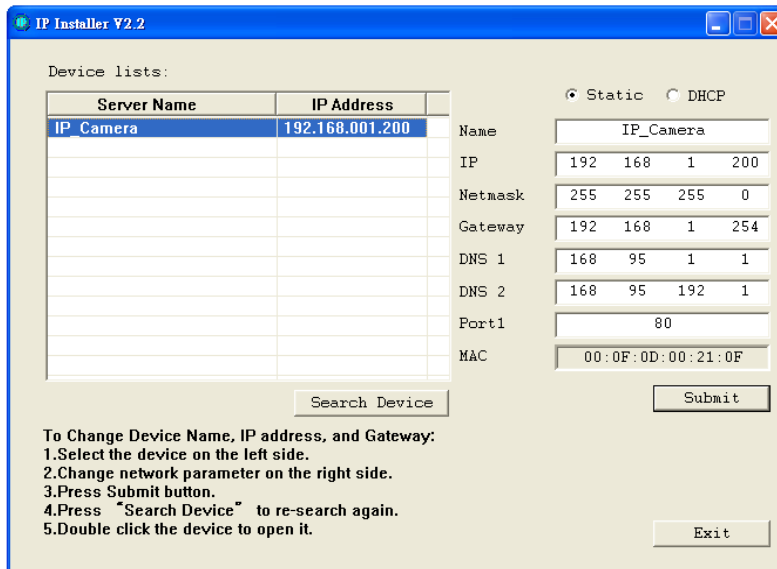 IP Installer V2.2
Device lists:
Server Name IP Address
IP_Camera 192.168.001.200
Static DHCP
Name IP_Camera
IP 192 168 1 200
Netmask 255 255 255 0
Gateway 192 168 1 254
DNS 1 168 95 1 1
DNS 2 168 95 192 1
Port1 80
MAC 00:0F:0D:00:21:0F
Search Device
Submit
To Change Device Name, IP address, and Gateway:
1.Select the device on the left side.
2.Change network parameter on the right side.
3.Press Submit button.
4.Press “Search Device” to re-search again.
5.Double click the device to open it.
Exit